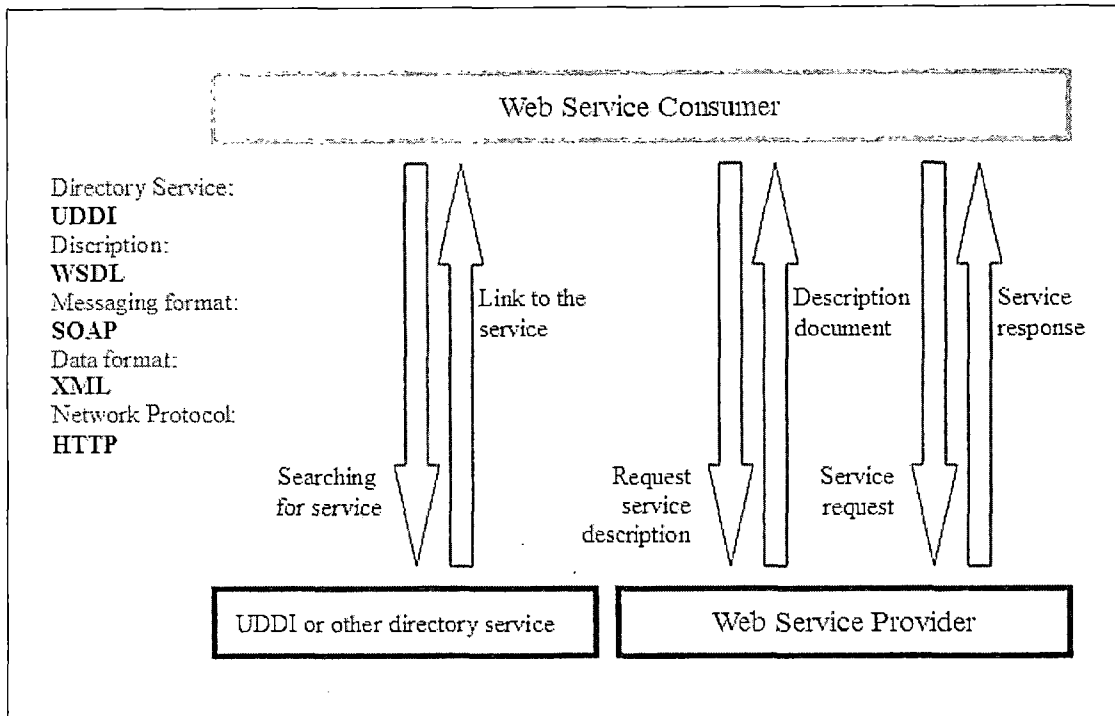 Web Service Consumer
Directory Service:
UDDI
Discription:
WSDL
Messaging format:
SOAP
Data format:
XML
Network Protocol:
HTTP
Link to the
service
Description
document
Service
response
Searching
for service
Request
service
description
Service
request
UDDI or other directory service
Web Service Provider